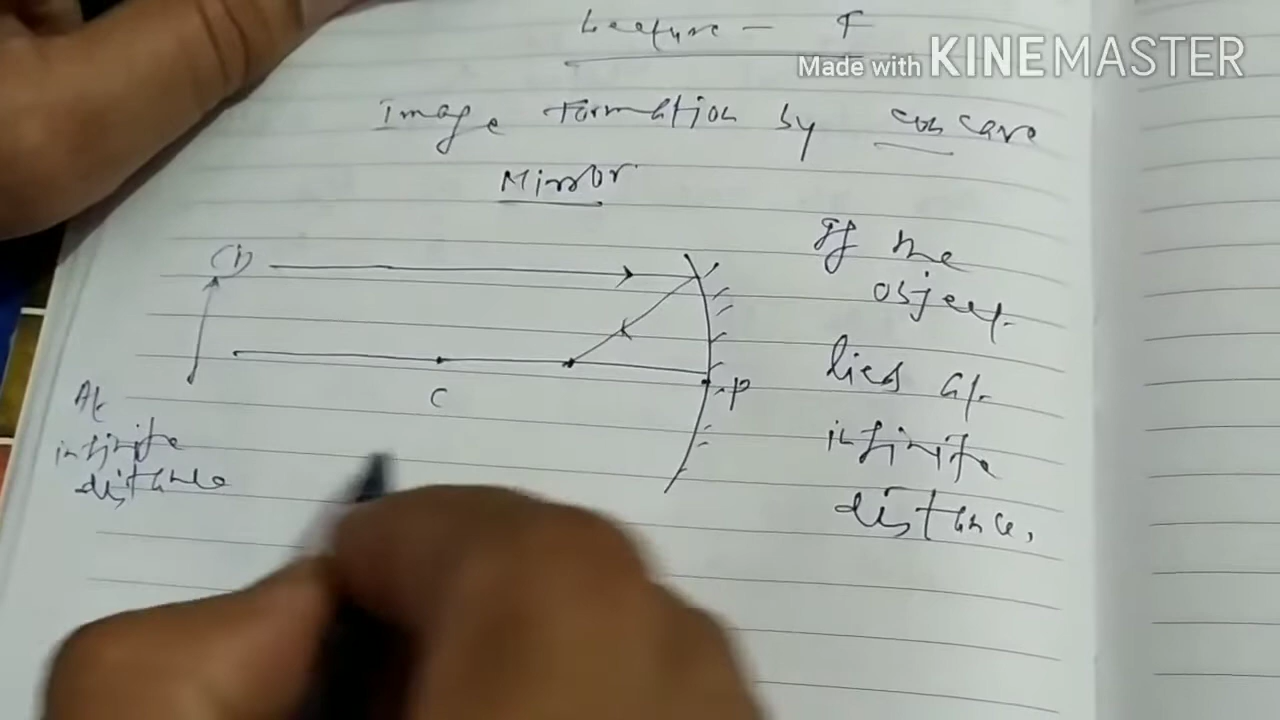 Lecture - F
Made with KINEMASTER
Image Formation by concave
Mirror
(1)
If the
object
lies at
infinite
distance,
C
P
At
infinite
distance